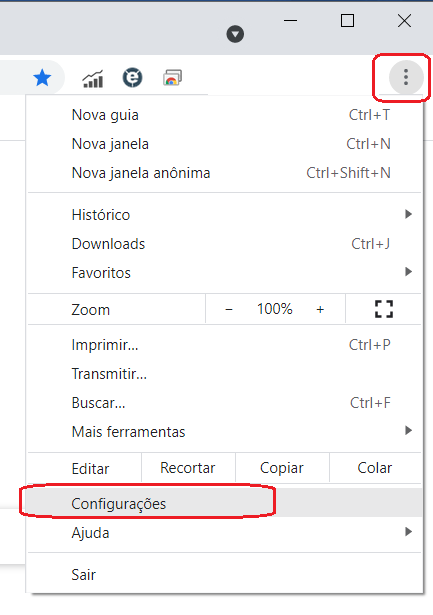 Nova guia Ctrl+T
Nova janela Ctrl+N
Nova janela anônima Ctrl+Shift+N
Histórico
Downloads Ctrl+J
Favoritos
Zoom − 100% +
Imprimir... Ctrl+P
Transmitir...
Buscar... Ctrl+F
Mais ferramentas
Editar Recortar Copiar Colar
Configurações
Ajuda
Sair